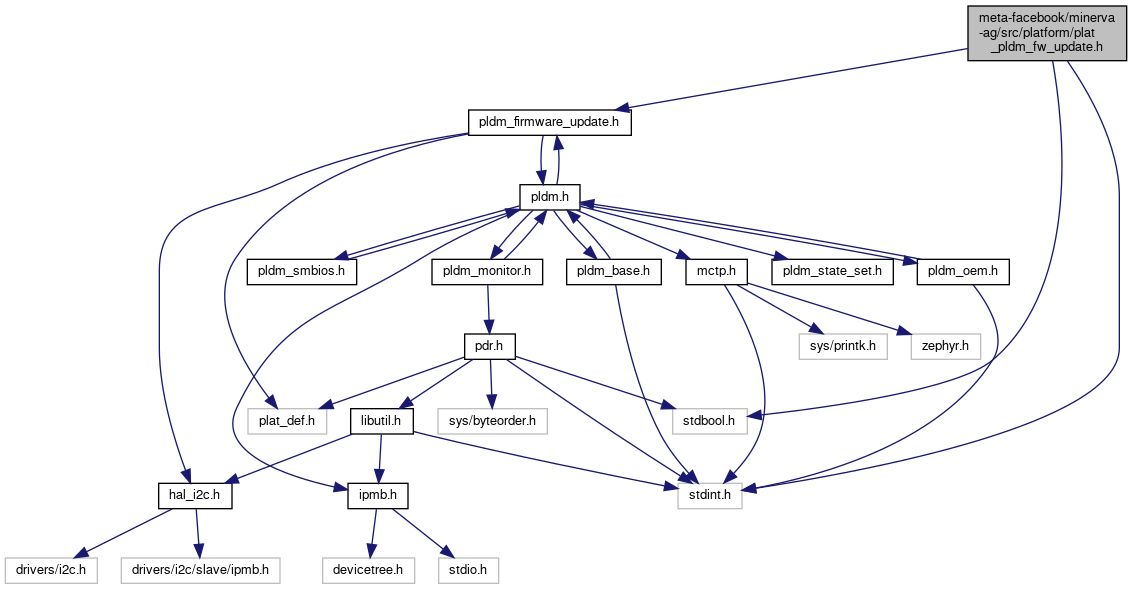 meta-facebook/minerva
-ag/src/platform/plat
_pldm_fw_update.h
pldm_firmware_update.h
pldm.h
pldm_smbios.h
pldm_monitor.h
pldm_base.h
mctp.h
pldm_state_set.h
pldm_oem.h
pdr.h
sys/printk.h
zephyr.h
plat_def.h
libutil.h
sys/byteorder.h
stdbool.h
hal_i2c.h
ipmb.h
stdint.h
drivers/i2c.h
drivers/i2c/slave/ipmb.h
devicetree.h
stdio.h